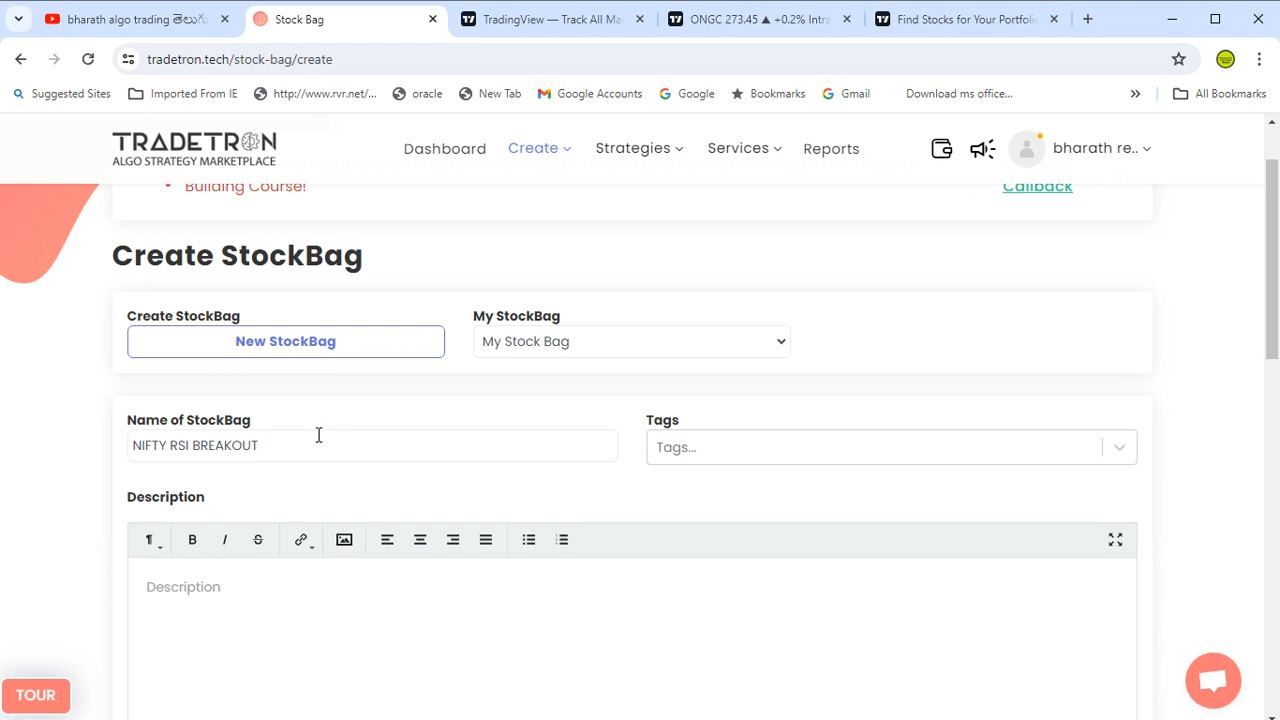 bharath algo trading తెలుగు
Stock Bag
TradingView — Track All Ma
ONGC 273.45 ▲ +0.2% Intra
Find Stocks for Your Portfolio
tradetron.tech/stock-bag/create
Suggested Sites
Imported From IE
http://www.rvr.net/...
oracle
New Tab
Google Accounts
Google
Bookmarks
Gmail
Download ms office...
All Bookmarks
TRADETRON
ALGO STRATEGY MARKETPLACE
Dashboard
Create
Strategies
Services
Reports
bharath re..
Building Course!
Callback
Create StockBag
Create StockBag
My StockBag
New StockBag
My Stock Bag
Name of StockBag
Tags
NIFTY RSI BREAKOUT
Tags...
Description
Description
TOUR